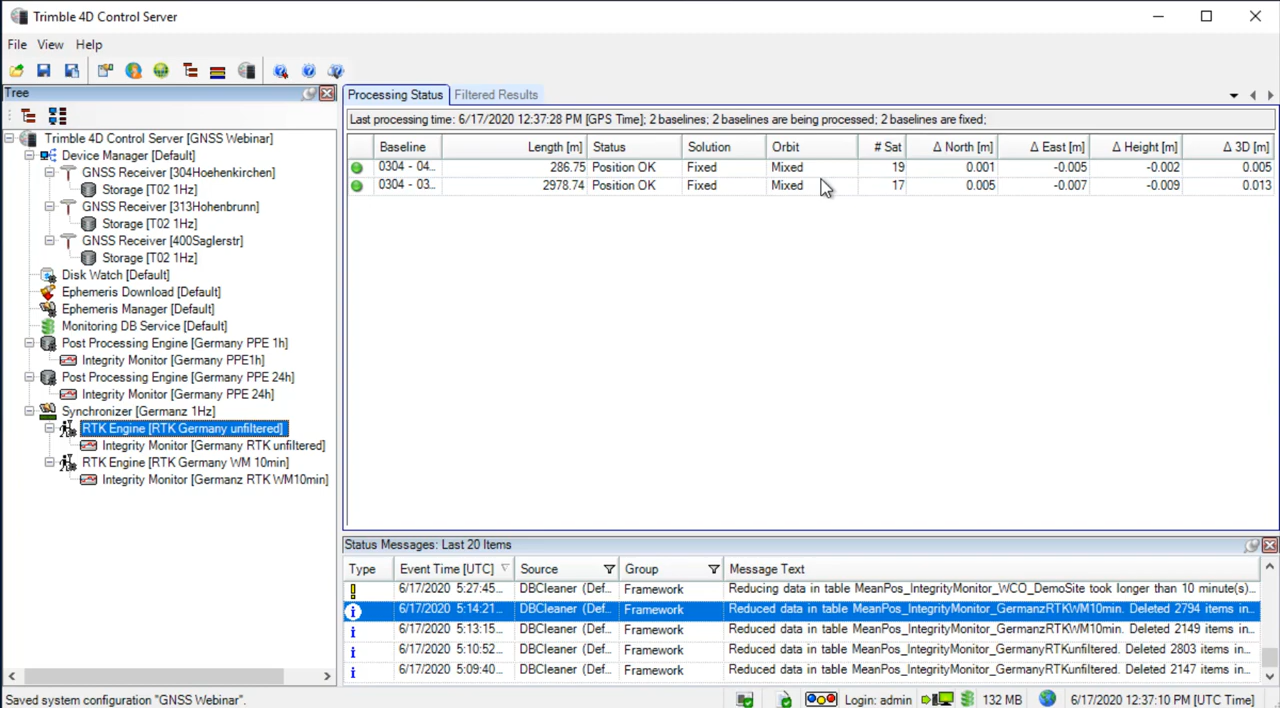 Trimble 4D Control Server
File View Help
Tree
Trimble 4D Control Server [GNSS Webinar]
Device Manager [Default]
GNSS Receiver [304Hoehenkirchen]
Storage [T02 1Hz]
GNSS Receiver [313Hohenbrunn]
Storage [T02 1Hz]
GNSS Receiver [400Saglerstr]
Storage [T02 1Hz]
Disk Watch [Default]
Ephemeris Download [Default]
Ephemeris Manager [Default]
Monitoring DB Service [Default]
Post Processing Engine [Germany PPE 1h]
Integrity Monitor [Germany PPE1h]
Post Processing Engine [Germany PPE 24h]
Integrity Monitor [Germany PPE 24h]
Synchronizer [Germanz 1Hz]
RTK Engine [RTK Germany unfiltered]
Integrity Monitor [Germany RTK unfiltered]
RTK Engine [RTK Germany WM 10min]
Integrity Monitor [Germanz RTK WM10min]
Processing Status Filtered Results
Last processing time: 6/17/2020 12:37:28 PM [GPS Time]; 2 baselines; 2 baselines are being processed; 2 baselines are fixed;
Baseline Length [m] Status Solution Orbit # Sat Δ North [m] Δ East [m] Δ Height [m] Δ 3D [m]
0304 - 04... 286.75 Position OK Fixed Mixed 19 0.001 -0.005 -0.002 0.005
0304 - 03... 2978.74 Position OK Fixed Mixed 17 0.005 -0.007 -0.009 0.013
Status Messages: Last 20 Items
Type Event Time [UTC] Source Group Message Text
6/17/2020 5:27:45... DBCleaner (Def... Framework Reducing data in table MeanPos_IntegrityMonitor_WCO_DemoSite took longer than 10 minute(s)...
6/17/2020 5:14:21... DBCleaner (Def... Framework Reduced data in table MeanPos_IntegrityMonitor_GermanzRTKWM10min. Deleted 2794 items in...
6/17/2020 5:13:15... DBCleaner (Def... Framework Reduced data in table MeanPos_IntegrityMonitor_GermanzRTKWM10min. Deleted 2149 items in...
6/17/2020 5:10:52... DBCleaner (Def... Framework Reduced data in table MeanPos_IntegrityMonitor_GermanyRTKunfiltered. Deleted 2803 items in...
6/17/2020 5:09:40... DBCleaner (Def... Framework Reduced data in table MeanPos_IntegrityMonitor_GermanyRTKunfiltered. Deleted 2147 items in...
Saved system configuration "GNSS Webinar". Login: admin 132 MB 6/17/2020 12:37:10 PM [UTC Time]